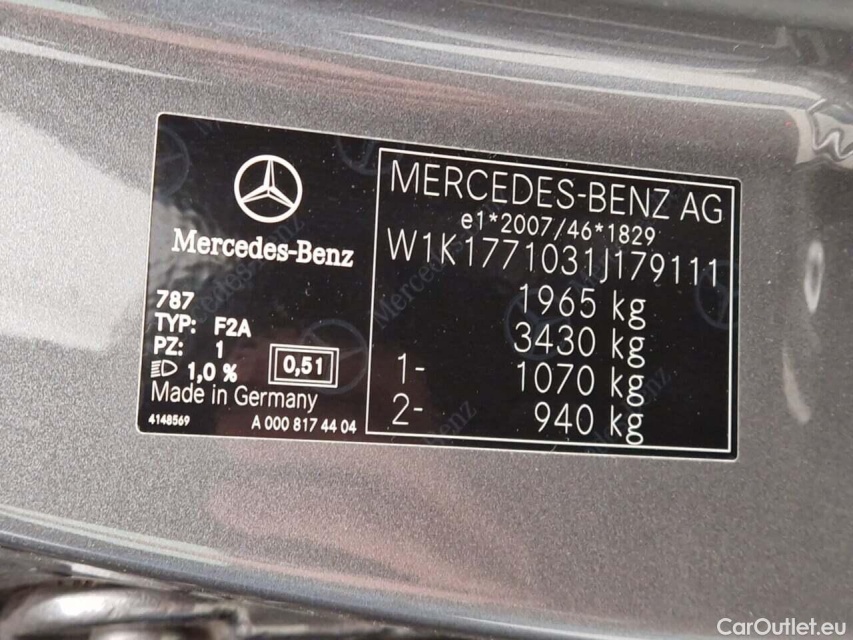 Mercedes-Benz
787
TYP: F2A
PZ: 1
1,0 %
0,51
Made in Germany
4148569 A 000 817 44 04
MERCEDES-BENZ AG
e1*2007/46*1829
W1K1771031J179111
1965 kg
3430 kg
1- 1070 kg
2- 940 kg
CarOutlet.eu